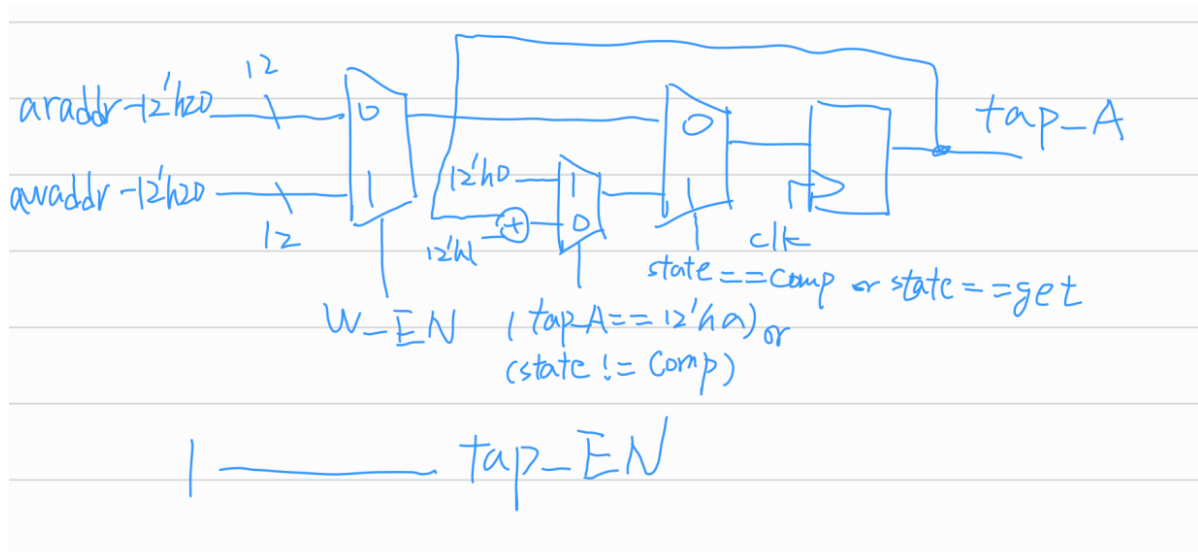 12
araddr-12'h20
0
0
tap_A
12'h0
1
awaddr-12'h20
1
1
12
12'h1
+
0
clk
state==comp or state==get
W_EN
(tap_A==12'ha) or
(state != Comp)
1
tap_EN